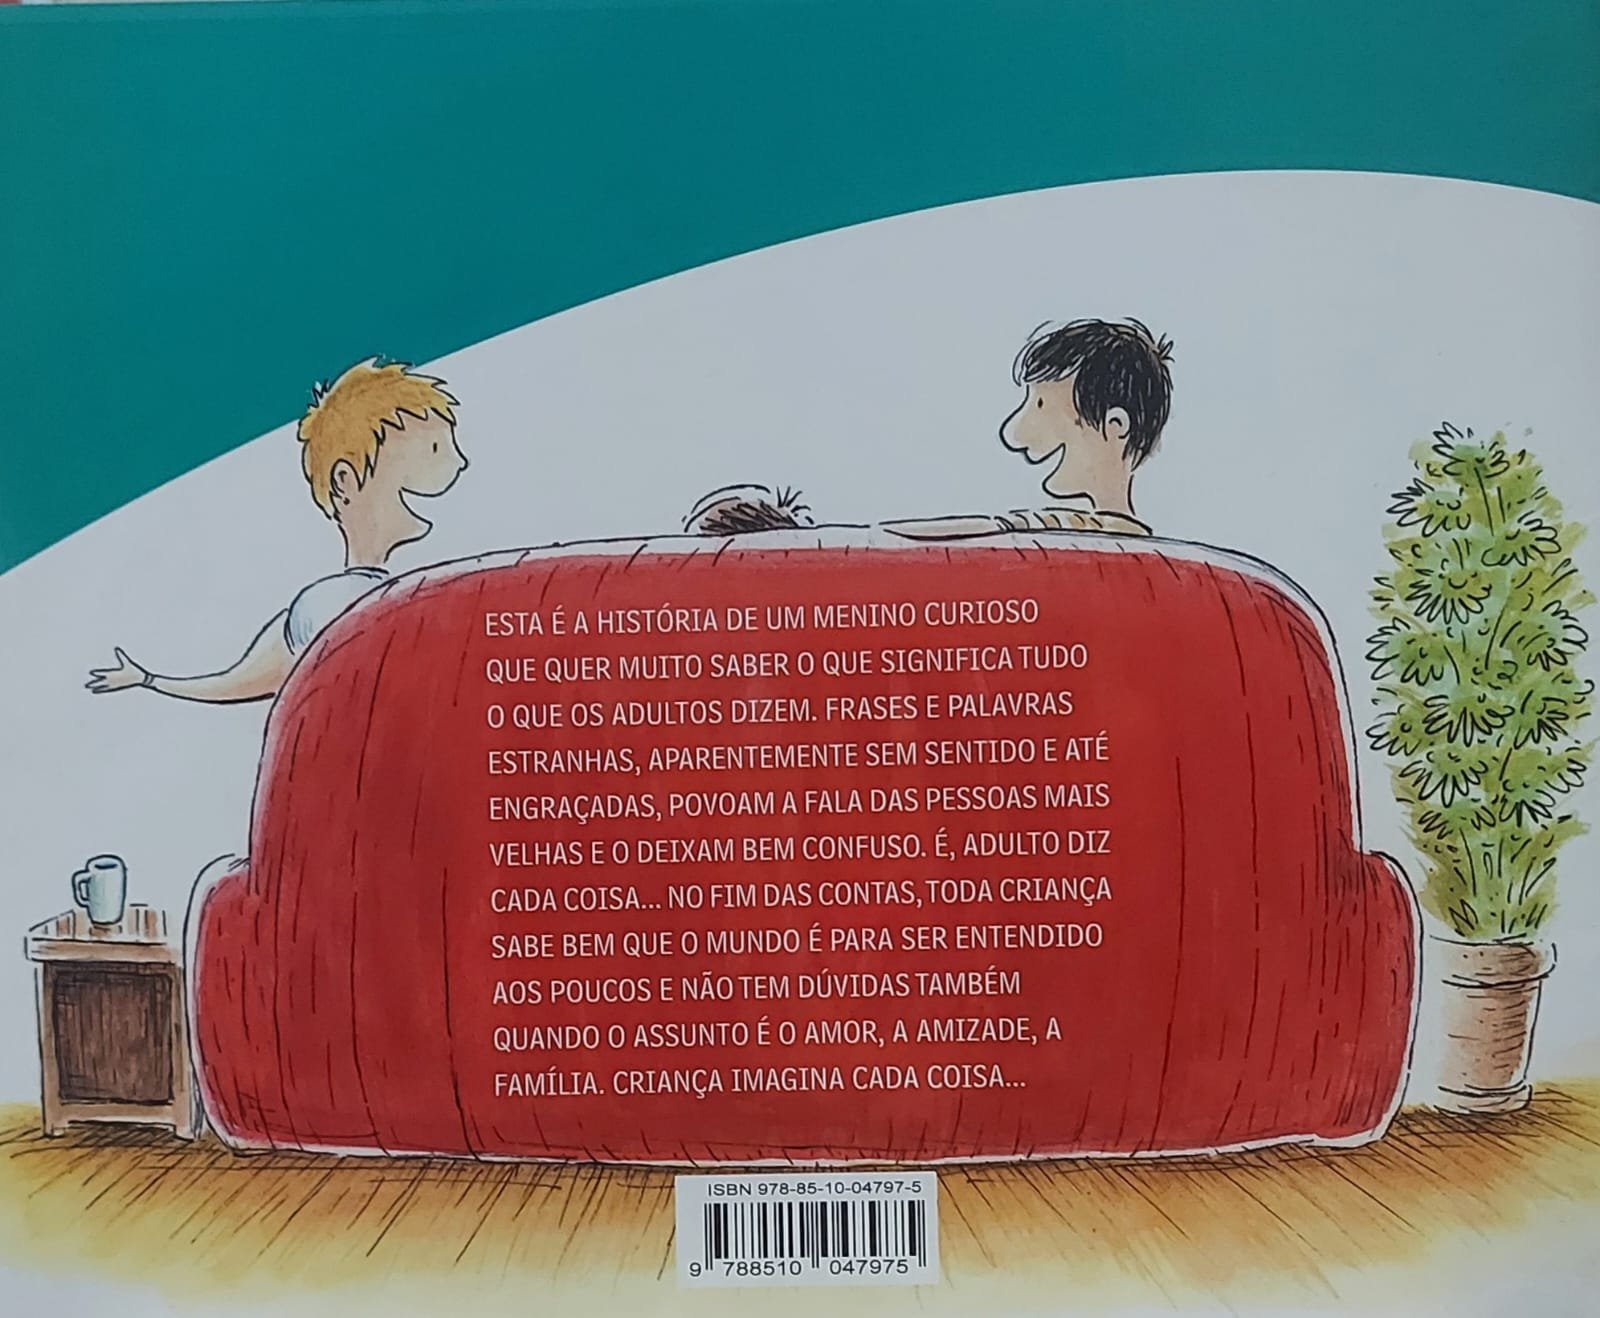 ESTA É A HISTÓRIA DE UM MENINO CURIOSO
QUE QUER MUITO SABER O QUE SIGNIFICA TUDO
O QUE OS ADULTOS DIZEM. FRASES E PALAVRAS
ESTRANHAS, APARENTEMENTE SEM SENTIDO E ATÉ
ENGRAÇADAS, POVOAM A FALA DAS PESSOAS MAIS
VELHAS E O DEIXAM BEM CONFUSO. É, ADULTO DIZ
CADA COISA... NO FIM DAS CONTAS, TODA CRIANÇA
SABE BEM QUE O MUNDO É PARA SER ENTENDIDO
AOS POUCOS E NÃO TEM DÚVIDAS TAMBÉM
QUANDO O ASSUNTO É O AMOR, A AMIZADE, A
FAMÍLIA. CRIANÇA IMAGINA CADA COISA...
ISBN 978-85-10-04797-5
9 788510 047975